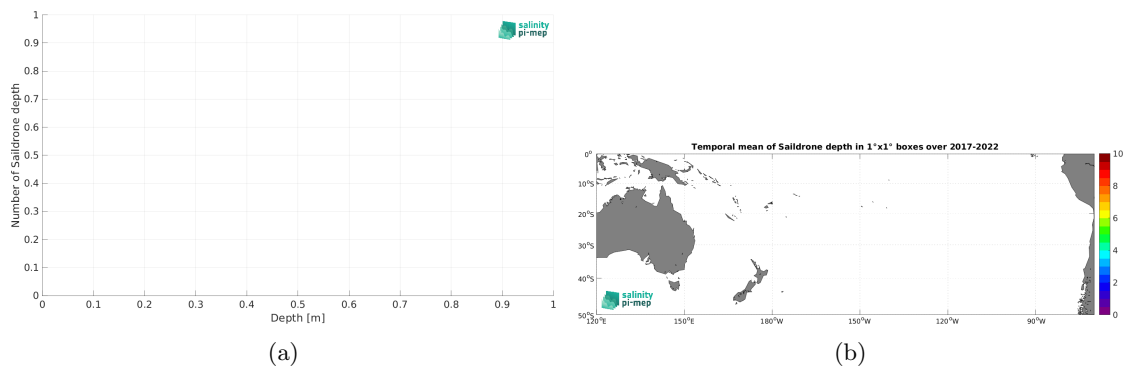 1
0.9
0.8
0.7
0.6
0.5
0.4
0.3
0.2
0.1
0
Number of Saildrone depth
0 0.1 0.2 0.3 0.4 0.5 0.6 0.7 0.8 0.9 1
Depth [m]
salinity
pi-mep
(a)
Temporal mean of Saildrone depth in 1°x1° boxes over 2017-2022
0°
10°S
20°S
30°S
40°S
50°S
120°E 150°E 180°W 150°W 120°W 90°W
salinity
pi-mep
10
8
6
4
2
0
(b)